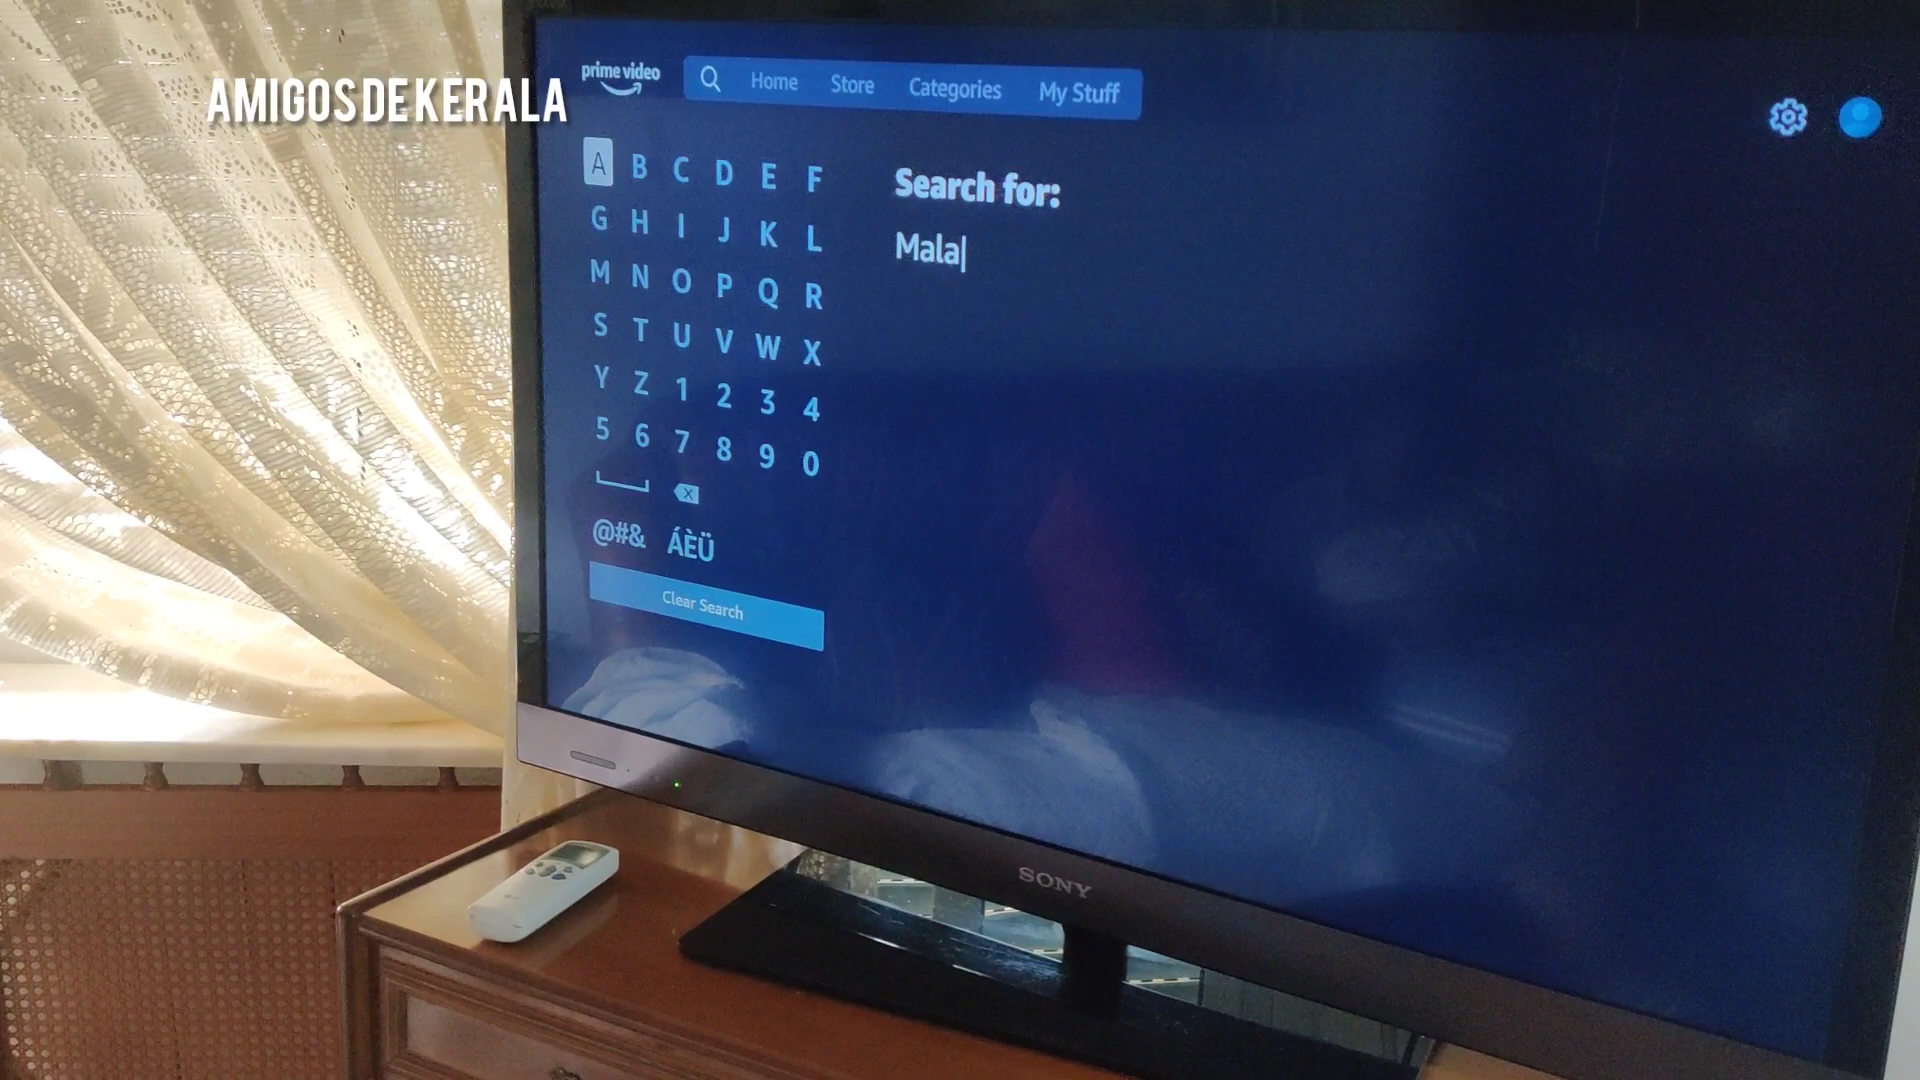 AMIGOS DE KERALA
prime video
Home Store Categories My Stuff
A B C D E F
G H I J K L
M N O P Q R
S T U V W X
Y Z 1 2 3 4
5 6 7 8 9 0
@#& ÁÈÜ
Clear Search
Search for:
Mala
SONY